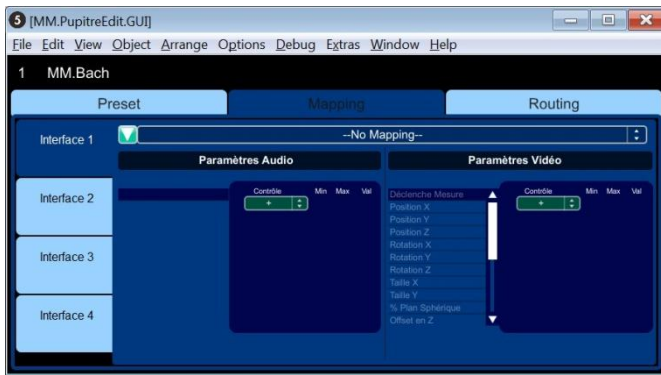 5 [MM.PupitreEdit.GUI]
File Edit View Object Arrange Options Debug Extras Window Help
1 MM.Bach
Preset Mapping Routing
Interface 1 --No Mapping--
Paramètres Audio Paramètres Vidéo
Contrôle Min Max Val Déclenche Mesure Contrôle Min Max Val
+ Position X +
Position Y
Interface 2
Position Z
Rotation X
Interface 3
Rotation Y
Rotation Z
Taille X
Taille Y
% Plan Sphérique
Interface 4
Offset en Z